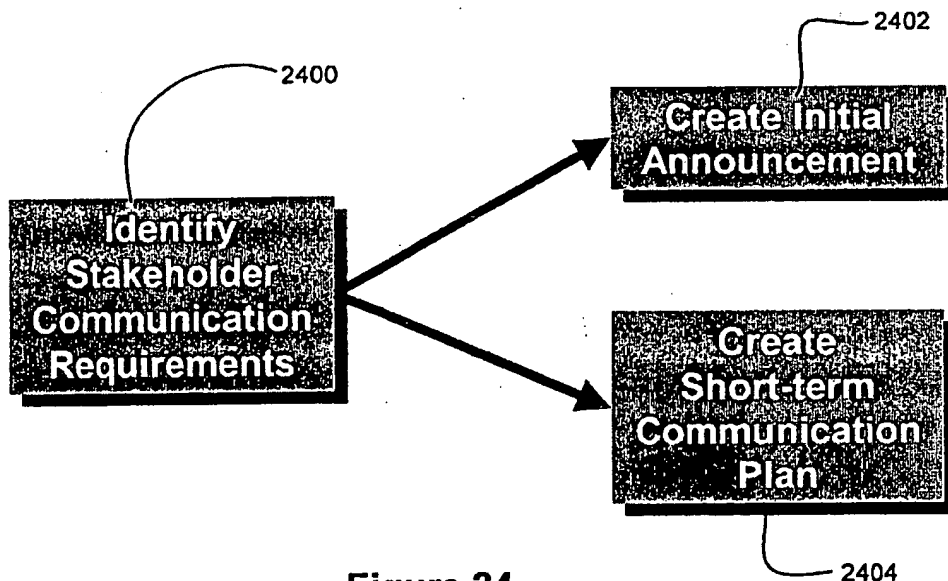 2400
2402
Create Initial
Announcement
Identify
Stakeholder
Communication
Requirements
Create
Short-term
Communication
Plan
2404
Figure 24